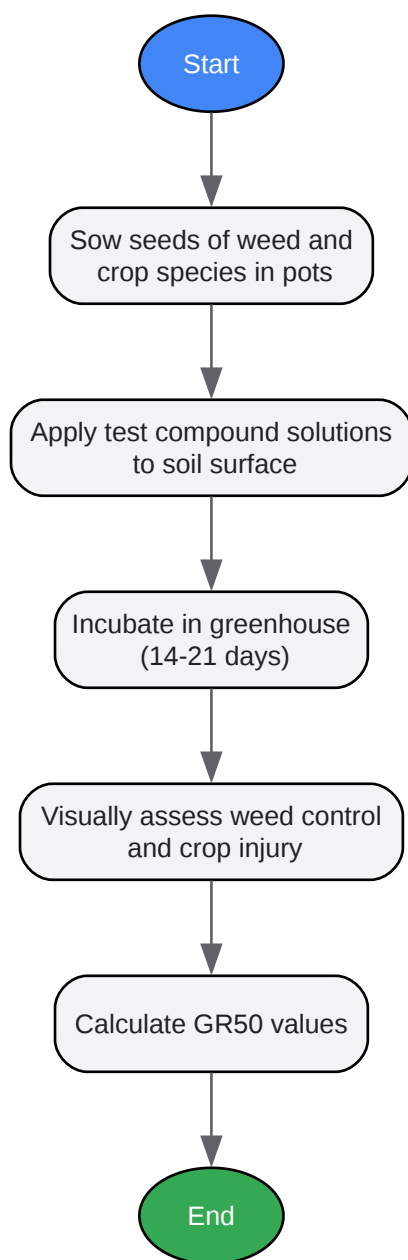 Start
Sow seeds of weed and
crop species in pots
Apply test compound solutions
to soil surface
Incubate in greenhouse
(14-21 days)
Visually assess weed control
and crop injury
Calculate GR50 values
End